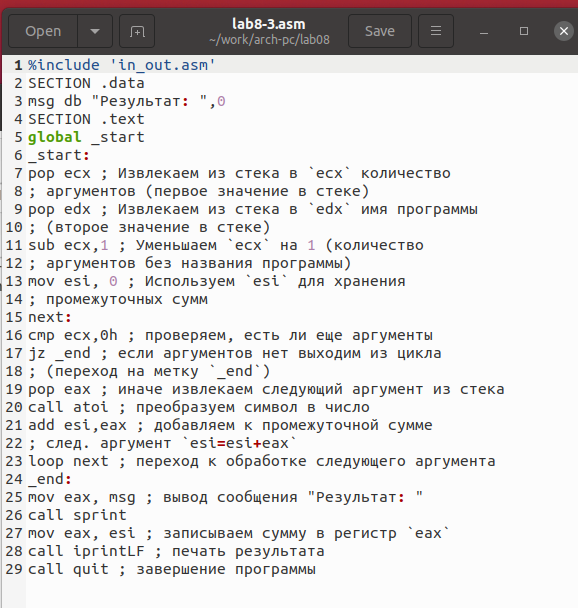 Open
lab8-3.asm
~/work/arch-pc/lab08
Save
1 %include 'in_out.asm'
2 SECTION .data
3 msg db "Результат: ",0
4 SECTION .text
5 global _start
6 _start:
7 pop ecx ; Извлекаем из стека в `ecx` количество
8 ; аргументов (первое значение в стеке)
9 pop edx ; Извлекаем из стека в `edx` имя программы
10 ; (второе значение в стеке)
11 sub ecx,1 ; Уменьшаем `ecx` на 1 (количество
12 ; аргументов без названия программы)
13 mov esi, 0 ; Используем `esi` для хранения
14 ; промежуточных сумм
15 next:
16 cmp ecx,0h ; проверяем, есть ли еще аргументы
17 jz _end ; если аргументов нет выходим из цикла
18 ; (переход на метку `_end`)
19 pop eax ; иначе извлекаем следующий аргумент из стека
20 call atoi ; преобразуем символ в число
21 add esi,eax ; добавляем к промежуточной сумме
22 ; след. аргумент `esi=esi+eax`
23 loop next ; переход к обработке следующего аргумента
24 _end:
25 mov eax, msg ; вывод сообщения "Результат: "
26 call sprint
27 mov eax, esi ; записываем сумму в регистр `eax`
28 call iprintLF ; печать результата
29 call quit ; завершение программы